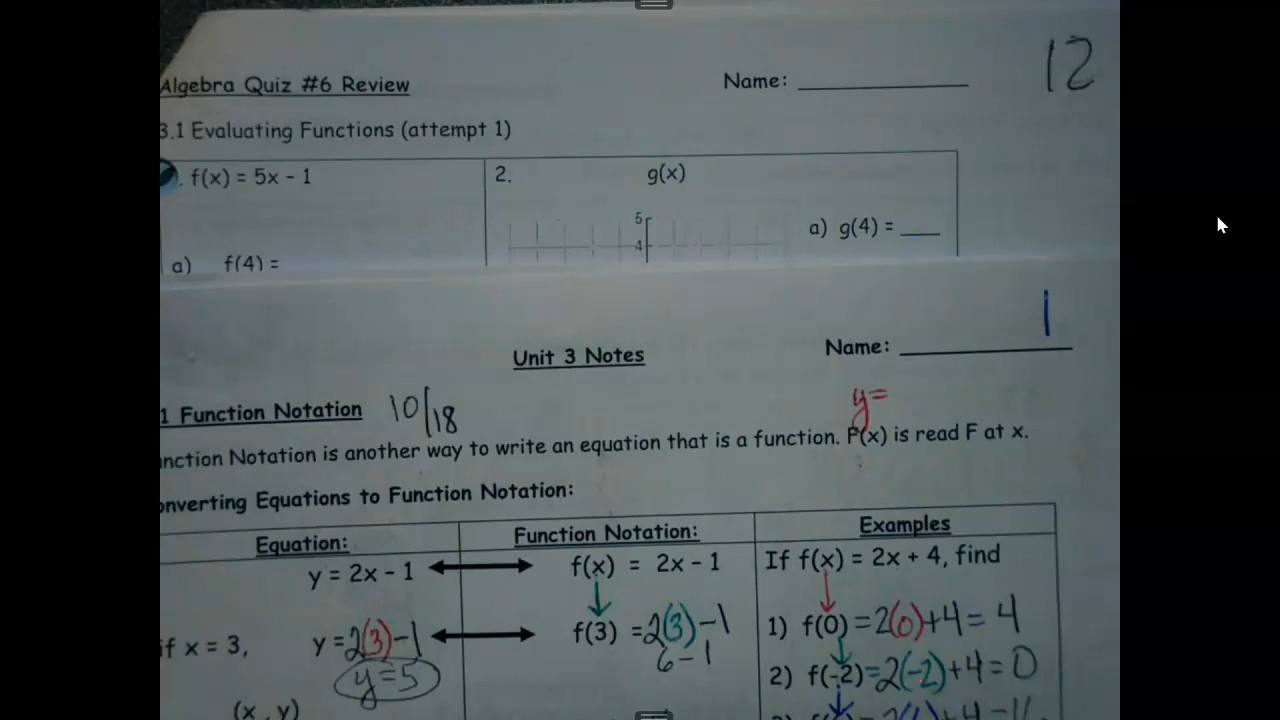 12
Algebra Quiz #6 Review Name:
3.1 Evaluating Functions (attempt 1)
. f(x) = 5x - 1
2. g(x)
5
4
a) g(4) =
a) f(4) =
1
Unit 3 Notes Name:
1 Function Notation 10/18
y=
nction Notation is another way to write an equation that is a function. F(x) is read F at x.
onverting Equations to Function Notation:
Equation: Function Notation: Examples
y = 2x - 1 f(x) = 2x - 1 If f(x) = 2x + 4, find
if x = 3, y = 2(3)-1 f(3) = 2(3)-1 1) f(0) = 2(0)+4 = 4
y=5 6-1 2) f(-2) = 2(-2)+4 = 0
(x, y)